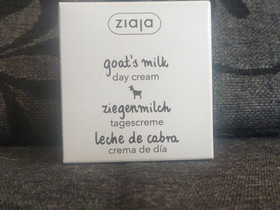 ziaja
goat's milk
day cream
ziegenmilch
tagescreme
leche de cabra
crema de día